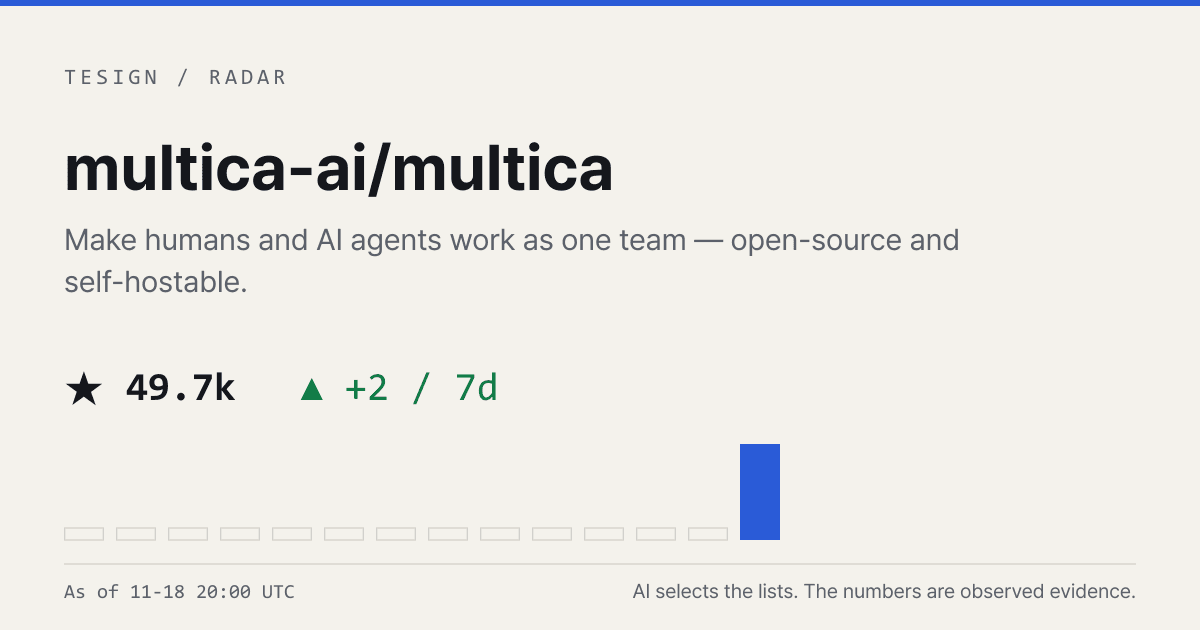 TESIGN / RADAR
multica-ai/multica
Make humans and AI agents work as one team — open-source and
self-hostable.
★ 49.7k ▲ +2 / 7d
As of 11-18 20:00 UTC
AI selects the lists. The numbers are observed evidence.